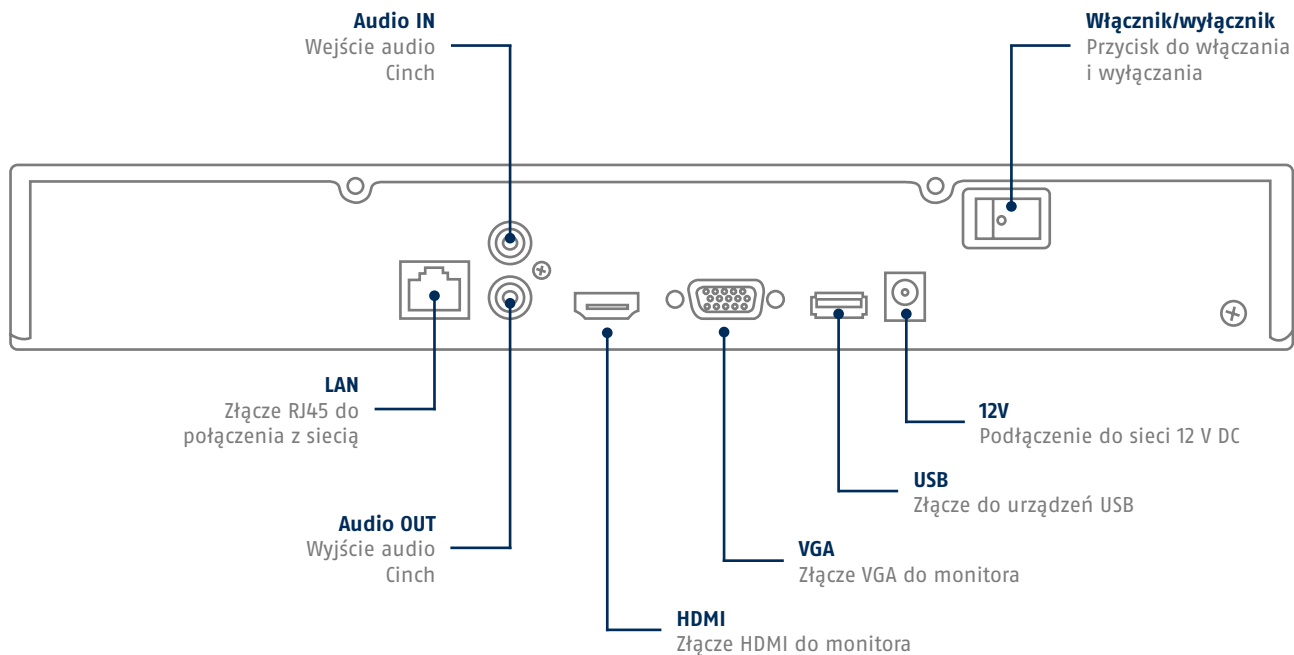 Audio IN
Wejście audio
Cinch
Włącznik/wyłącznik
Przycisk do włączania
i wyłączania
LAN
Złącze RJ45 do
połączenia z siecią
12V
Podłączenie do sieci 12 V DC
USB
Złącze do urządzeń USB
Audio OUT
Wyjście audio
Cinch
VGA
Złącze VGA do monitora
HDMI
Złącze HDMI do monitora